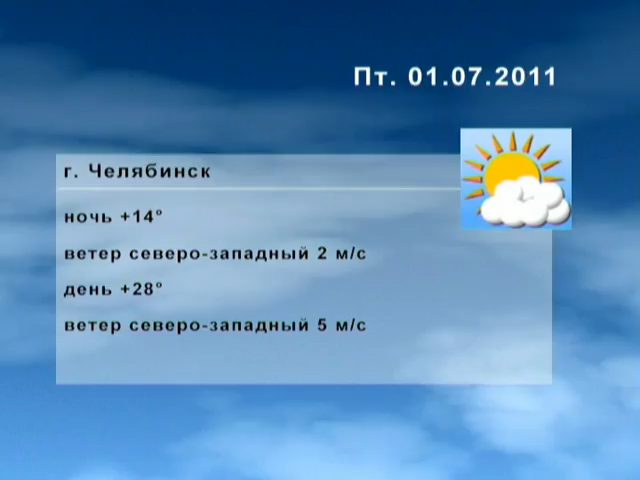 Пт. 01.07.2011
г. Челябинск
ночь +14°
ветер северо-западный 2 м/с
день +28°
ветер северо-западный 5 м/с